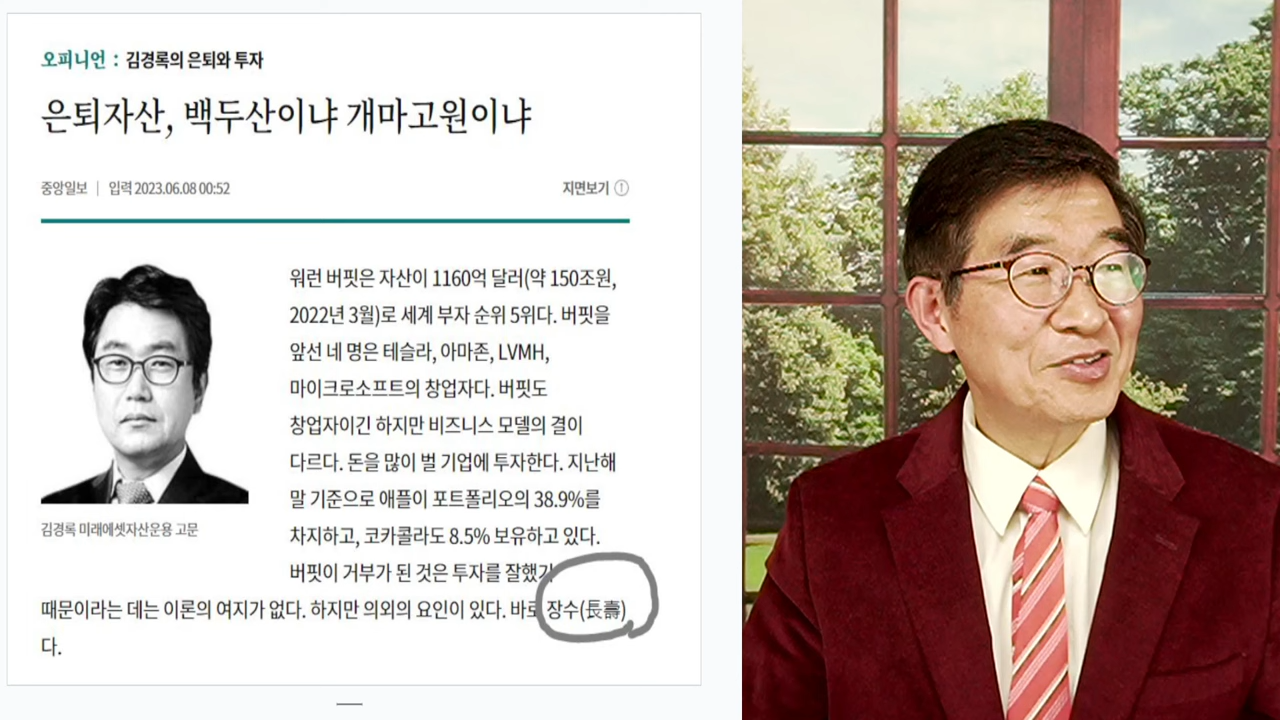 오피니언 : 김경록의 은퇴와 투자
은퇴자산, 백두산이냐 개마고원이냐
중앙일보 | 입력 2023.06.08 00:52
지면보기
워런 버핏은 자산이 1160억 달러(약 150조원,
2022년 3월)로 세계 부자 순위 5위다. 버핏을
앞선 네 명은 테슬라, 아마존, LVMH,
마이크로소프트의 창업자다. 버핏도
창업자이긴 하지만 비즈니스 모델의 결이
다르다. 돈을 많이 벌 기업에 투자한다. 지난해
말 기준으로 애플이 포트폴리오의 38.9%를
차지하고, 코카콜라도 8.5% 보유하고 있다.
버핏이 거부가 된 것은 투자를 잘했기
때문이라는 데는 이론의 여지가 없다. 하지만 의외의 요인이 있다. 바로 장수(長壽)
다.
김경록 미래에셋자산운용 고문